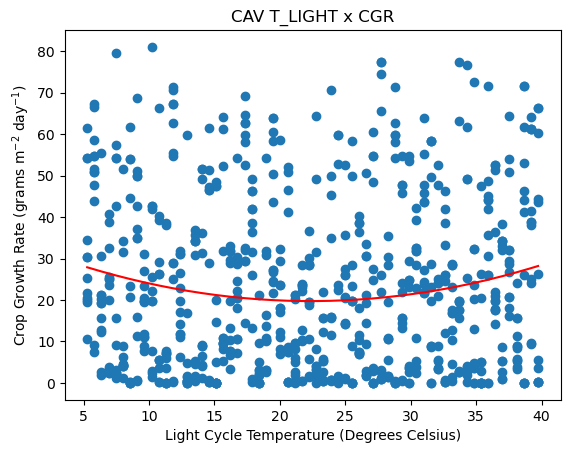 CAV T_LIGHT x CGR
Crop Growth Rate (grams m⁻² day⁻¹)
80
70
60
50
40
30
20
10
0
5 10 15 20 25 30 35 40
Light Cycle Temperature (Degrees Celsius)